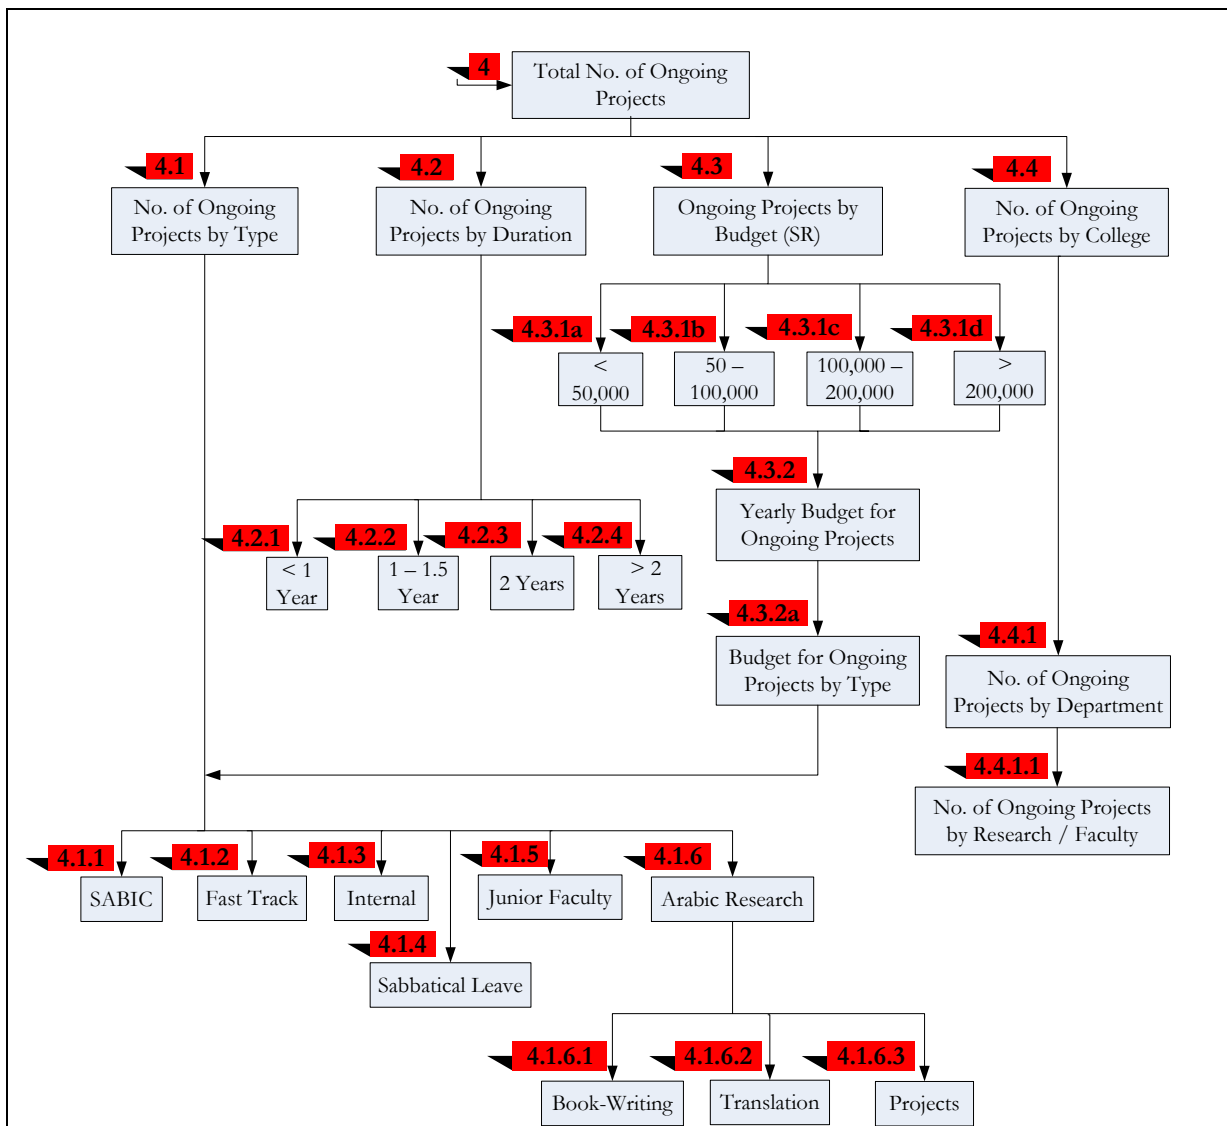 4
Total No. of Ongoing
Projects
4.1
4.2
4.3
4.4
No. of Ongoing
Projects by Type
No. of Ongoing
Projects by Duration
Ongoing Projects by
Budget (SR)
No. of Ongoing
Projects by College
4.3.1a
4.3.1b
4.3.1c
4.3.1d
<
50,000
50 –
100,000
100,000 –
200,000
>
200,000
4.3.2
Yearly Budget for
Ongoing Projects
4.2.1
4.2.2
4.2.3
4.2.4
< 1
Year
1 – 1.5
Year
2 Years
> 2
Years
4.3.2a
Budget for Ongoing
Projects by Type
4.4.1
No. of Ongoing
Projects by Department
4.4.1.1
No. of Ongoing Projects
by Research / Faculty
4.1.1
4.1.2
4.1.3
4.1.5
4.1.6
SABIC
Fast Track
Internal
Junior Faculty
Arabic Research
4.1.4
Sabbatical Leave
4.1.6.1
4.1.6.2
4.1.6.3
Book-Writing
Translation
Projects